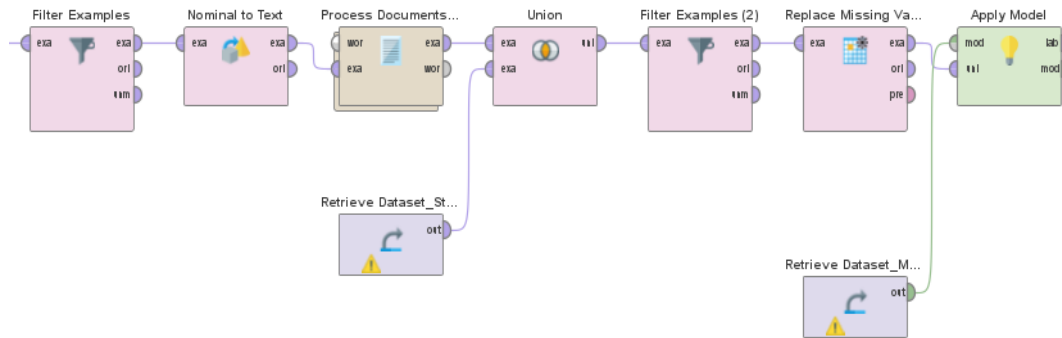 Filter Examples
Nominal to Text
Process Documents...
Union
Filter Examples (2)
Replace Missing Va...
Apply Model
exa exa
ori
unm
exa exa
ori
wor exa
exa wor
exa uni
exa
exa exa
ori
unm
exa exa
ori
pre
mod lab
unl mod
Retrieve Dataset_St...
out
Retrieve Dataset_M...
out